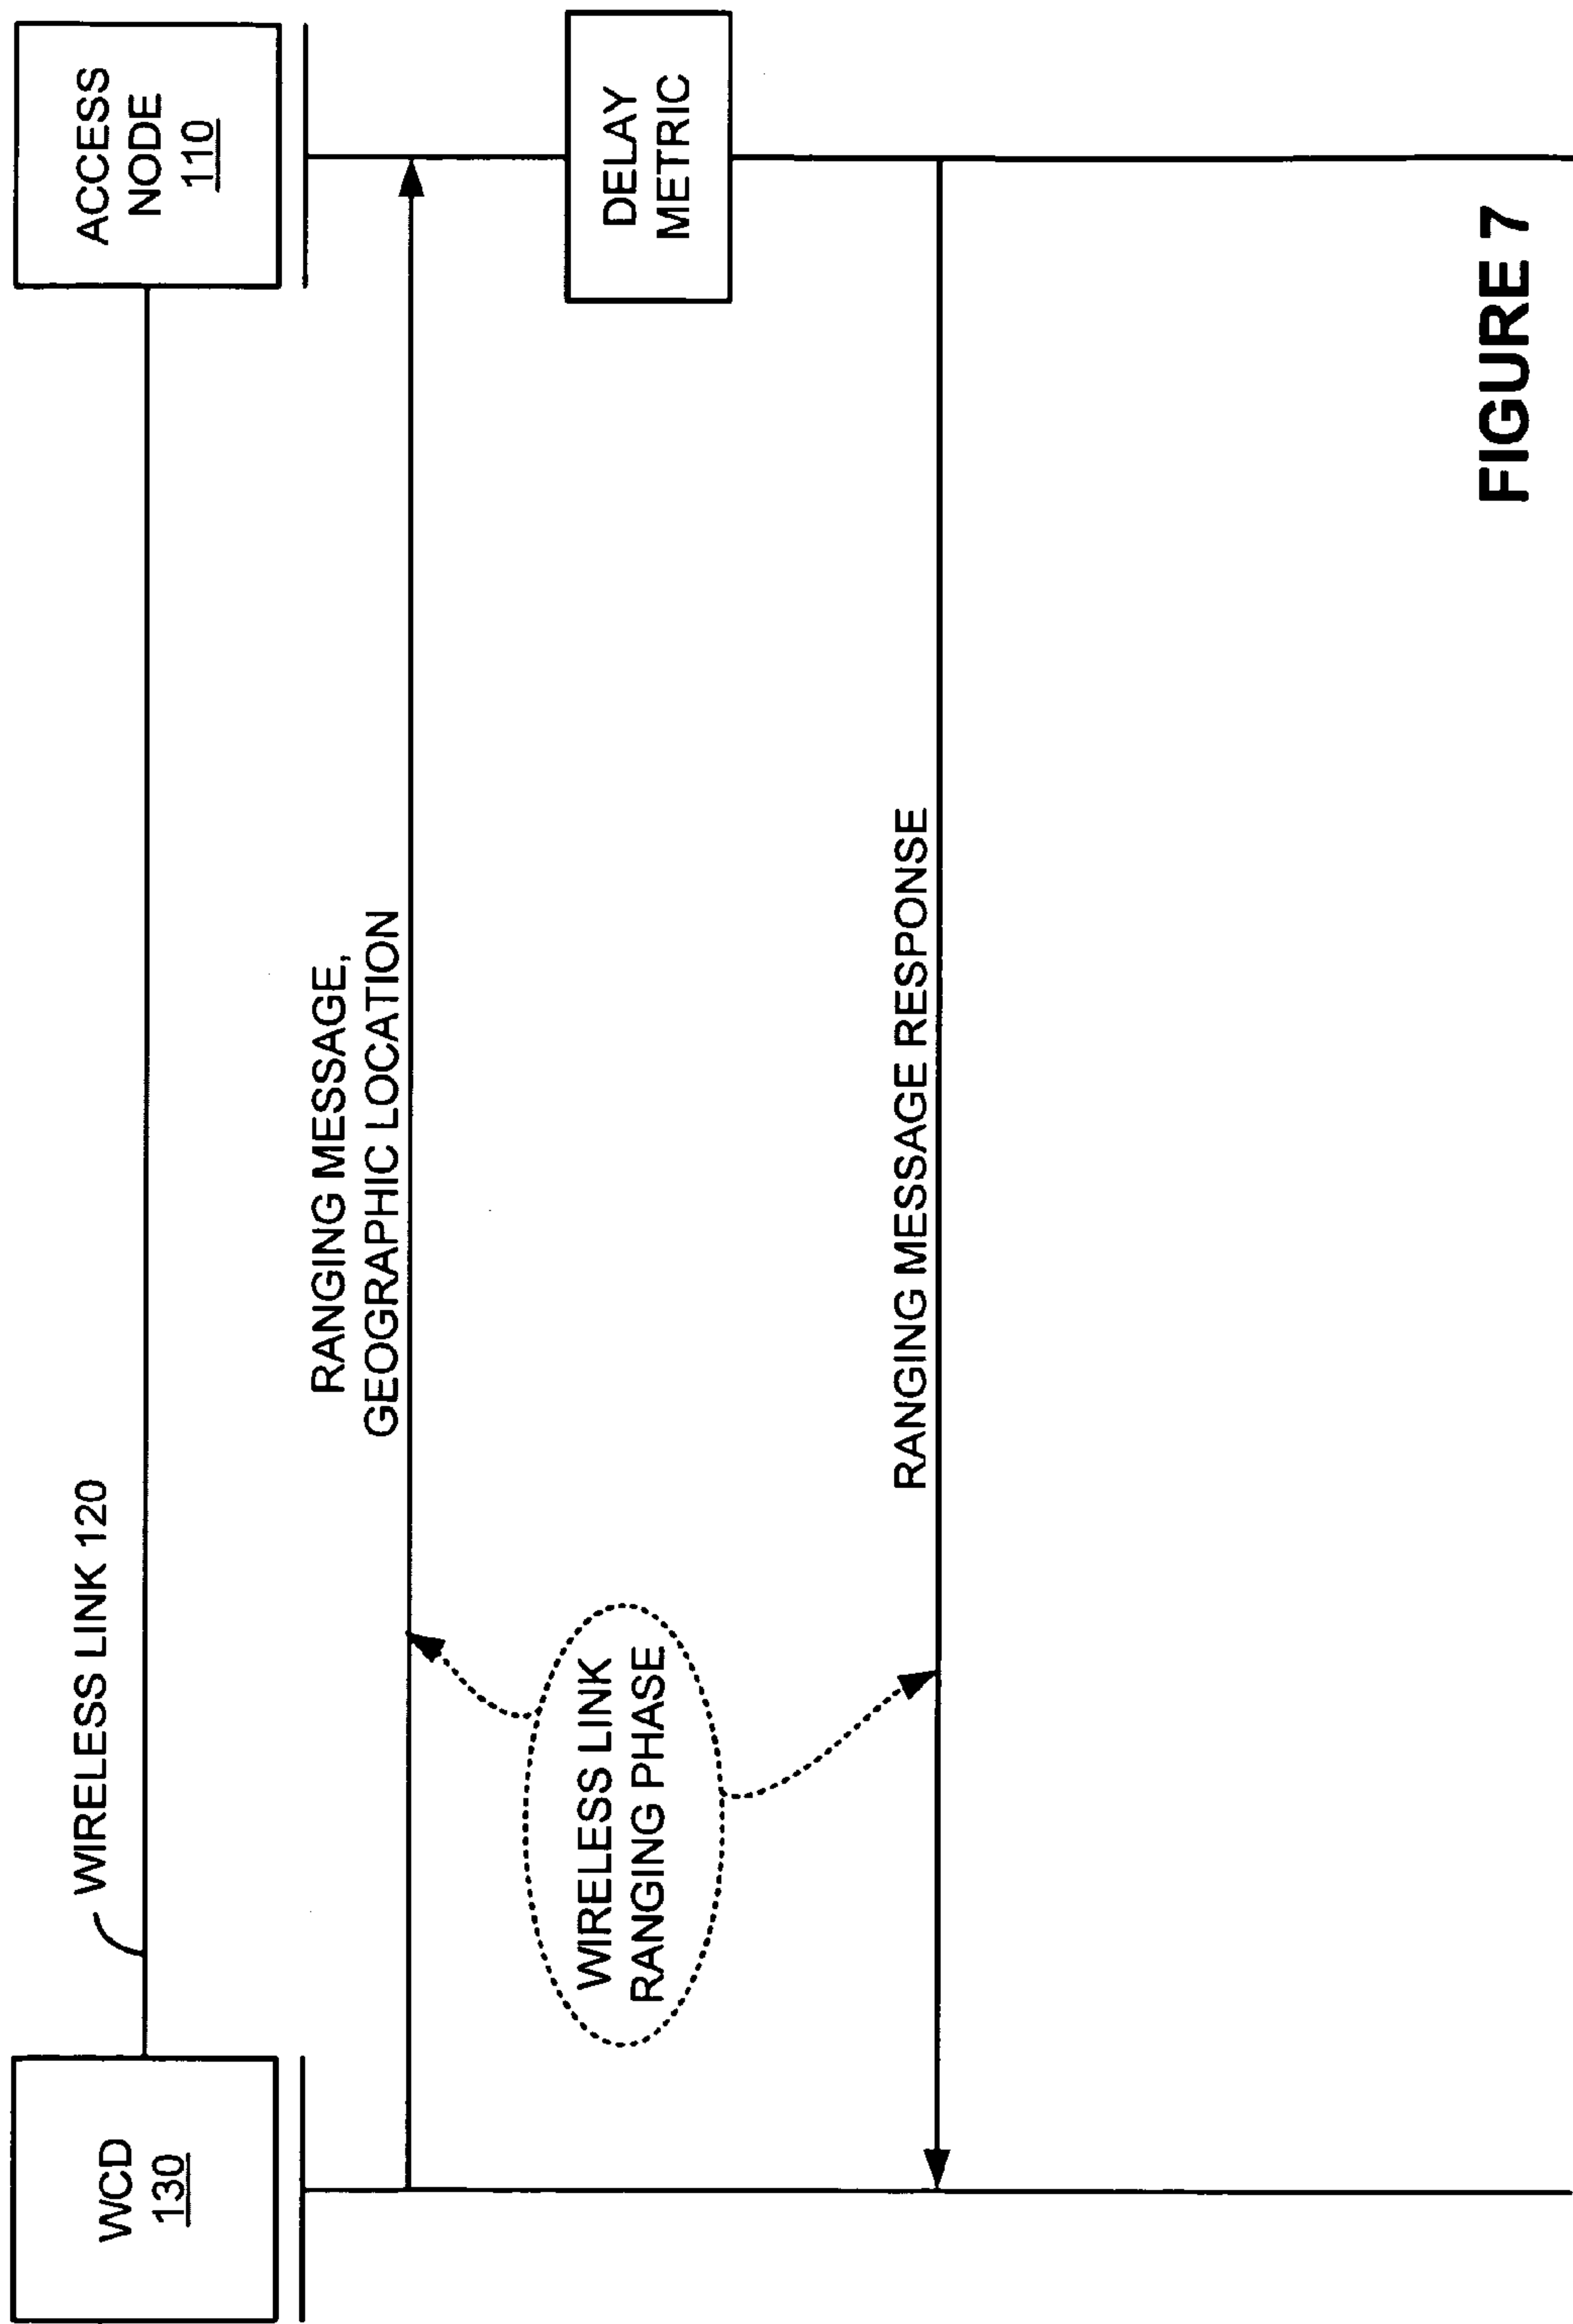 WCD
130
WIRELESS LINK 120
ACCESS
NODE
110
RANGING MESSAGE,
GEOGRAPHIC LOCATION
WIRELESS LINK
RANGING PHASE
DELAY
METRIC
RANGING MESSAGE RESPONSE
FIGURE 7